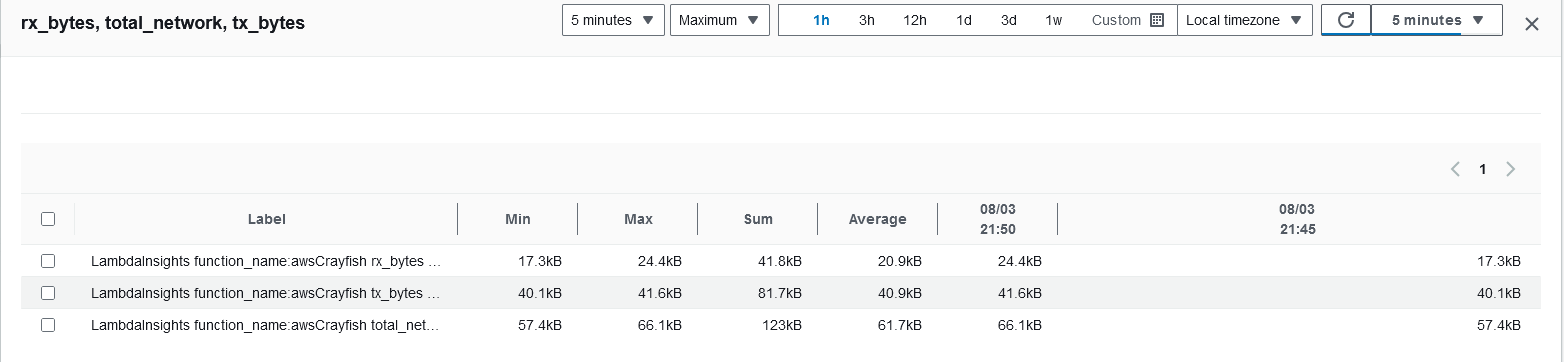 rx_bytes, total_network, tx_bytes 5 minutes Maximum 1h 3h 12h 1d 3d 1w Custom Local timezone 5 minutes
1
Label Min Max Sum Average 08/03 21:50 08/03 21:45
LambdaInsights function_name:awsCrayfish rx_bytes ... 17.3kB 24.4kB 41.8kB 20.9kB 24.4kB 17.3kB
LambdaInsights function_name:awsCrayfish tx_bytes ... 40.1kB 41.6kB 81.7kB 40.9kB 41.6kB 40.1kB
LambdaInsights function_name:awsCrayfish total_net... 57.4kB 66.1kB 123kB 61.7kB 66.1kB 57.4kB